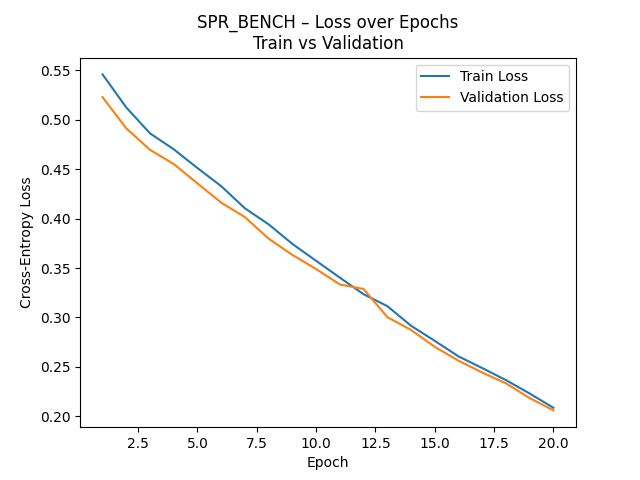 SPR_BENCH – Loss over Epochs
Train vs Validation
Train Loss
Validation Loss
Cross-Entropy Loss
0.55
0.50
0.45
0.40
0.35
0.30
0.25
0.20
2.5 5.0 7.5 10.0 12.5 15.0 17.5 20.0
Epoch